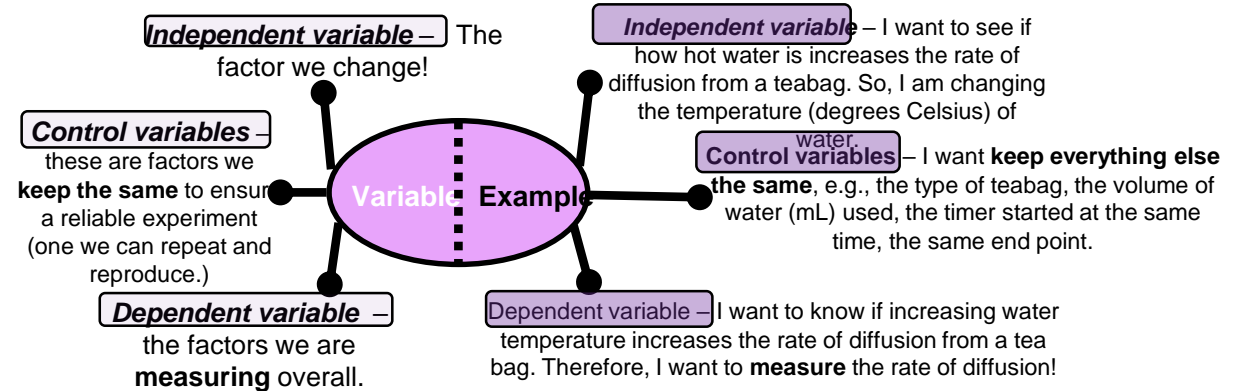 Independent variable – The
factor we change!
Control variables –
these are factors we
keep the same to ensure
a reliable experiment
(one we can repeat and
reproduce.)
Dependent variable –
the factors we are
measuring overall.
Variable
Example
Independent variable – I want to see if
how hot water is increases the rate of
diffusion from a teabag. So, I am changing
the temperature (degrees Celsius) of
water.
Control variables – I want keep everything else
the same, e.g., the type of teabag, the volume of
water (mL) used, the timer started at the same
time, the same end point.
Dependent variable – I want to know if increasing water
temperature increases the rate of diffusion from a tea
bag. Therefore, I want to measure the rate of diffusion!